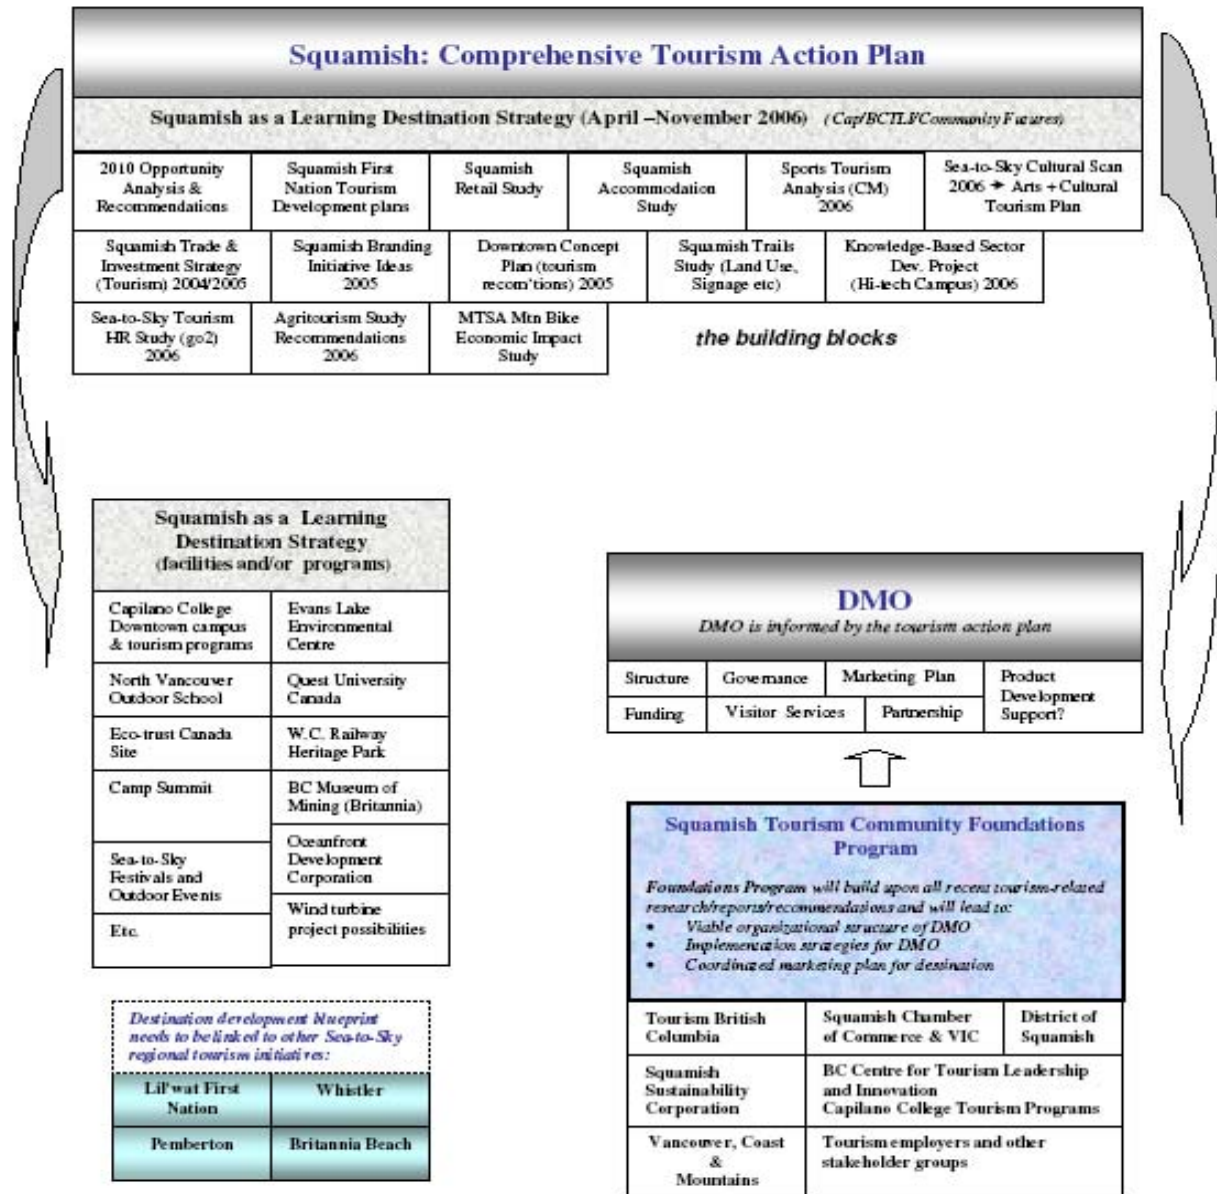 Squamish: Comprehensive Tourism Action Plan
Squamish as a Learning Destination Strategy (April –November 2006) (Cap/BCTLI/Community Futures)
2010 Opportunity
Analysis &
Recommendations
Squamish First
Nation Tourism
Development plans
Squamish
Retail Study
Squamish
Accommodation
Study
Sports Tourism
Analysis (CM)
2006
Sea-to-Sky Cultural Scan
2006 → Arts + Cultural
Tourism Plan
Squamish Trade &
Investment Strategy
(Tourism) 2004/2005
Squamish Branding
Initiative Ideas
2005
Downtown Concept
Plan (tourism
recom'tions) 2005
Squamish Trails
Study (Land Use,
Signage etc)
Knowledge-Based Sector
Dev. Project
(Hi-tech Campus) 2006
Sea-to-Sky Tourism
HR Study (go2)
2006
Agritourism Study
Recommendations
2006
MTSA Mtn Bike
Economic Impact
Study
the building blocks
Squamish as a Learning
Destination Strategy
(facilities and/or programs)
Capilano College
Downtown campus
& tourism programs
Evans Lake
Environmental
Centre
North Vancouver
Outdoor School
Quest University
Canada
Eco-trust Canada
Site
W.C. Railway
Heritage Park
Camp Summit
BC Museum of
Mining (Britannia)
Sea-to-Sky
Festivals and
Outdoor Events
Oceanfront
Development
Corporation
Etc.
Wind turbine
project possibilities
Destination development blueprint
needs to be linked to other Sea-to-Sky
regional tourism initiatives:
Lil'wat First
Nation
Whistler
Pemberton
Britannia Beach
DMO
DMO is informed by the tourism action plan
Structure
Governance
Marketing Plan
Product
Development
Support?
Funding
Visitor Services
Partnership
Squamish Tourism Community Foundations
Program
Foundations Program will build upon all recent tourism-related
research/reports/recommendations and will lead to:
• Viable organizational structure of DMO
• Implementation strategies for DMO
• Coordinated marketing plan for destination
Tourism British
Columbia
Squamish Chamber
of Commerce & VIC
District of
Squamish
Squamish
Sustainability
Corporation
BC Centre for Tourism Leadership
and Innovation
Capilano College Tourism Programs
Vancouver, Coast
&
Mountains
Tourism employers and other
stakeholder groups